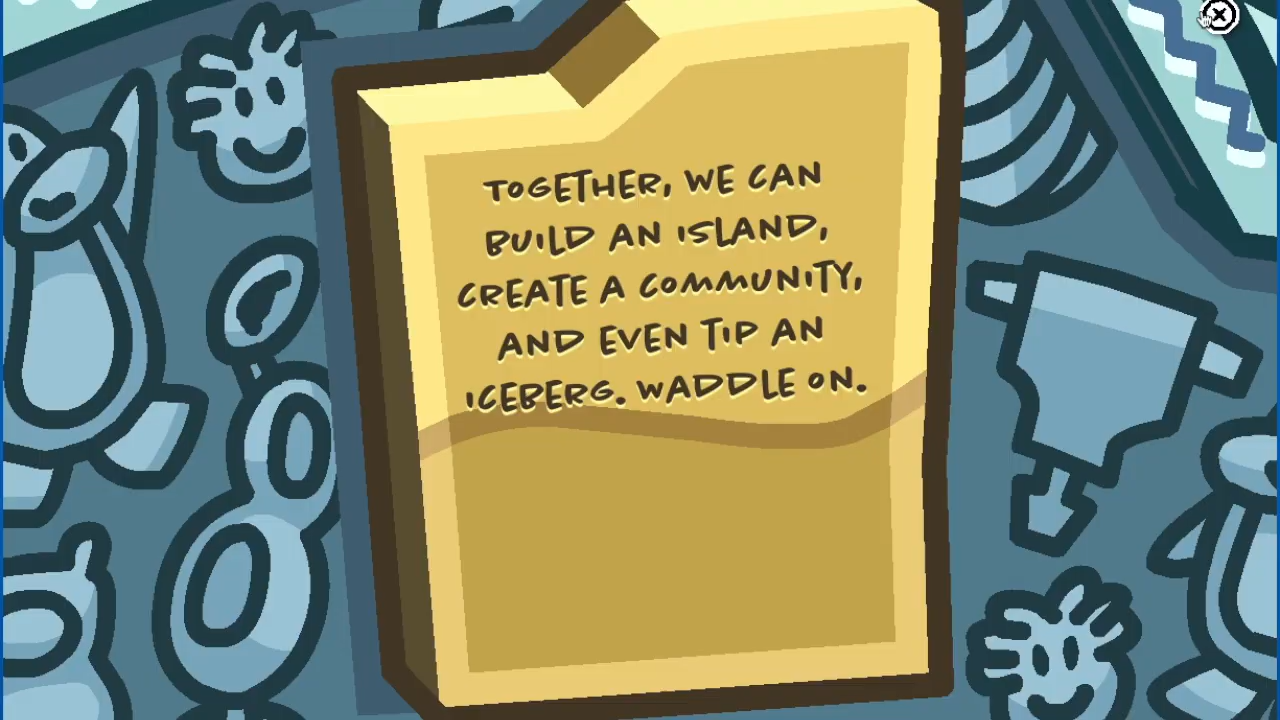 TOGETHER, WE CAN
BUILD AN ISLAND,
CREATE A COMMUNITY,
AND EVEN TIP AN
ICEBERG. WADDLE ON.